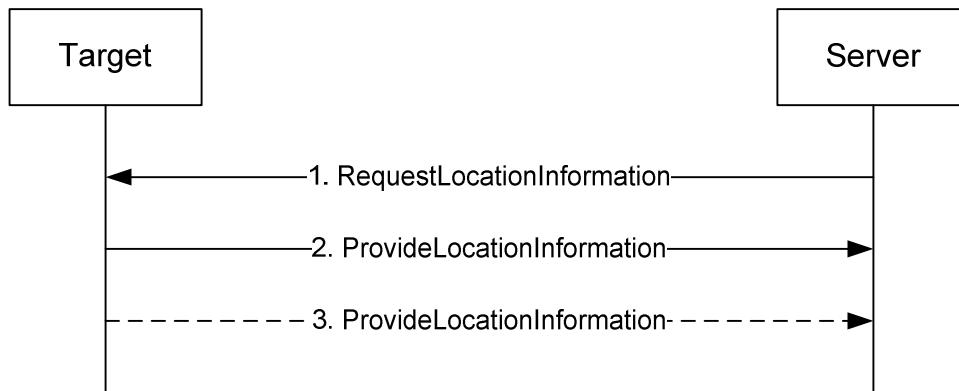 Target
Server
1. RequestLocationInformation
2. ProvideLocationInformation
3. ProvideLocationInformation